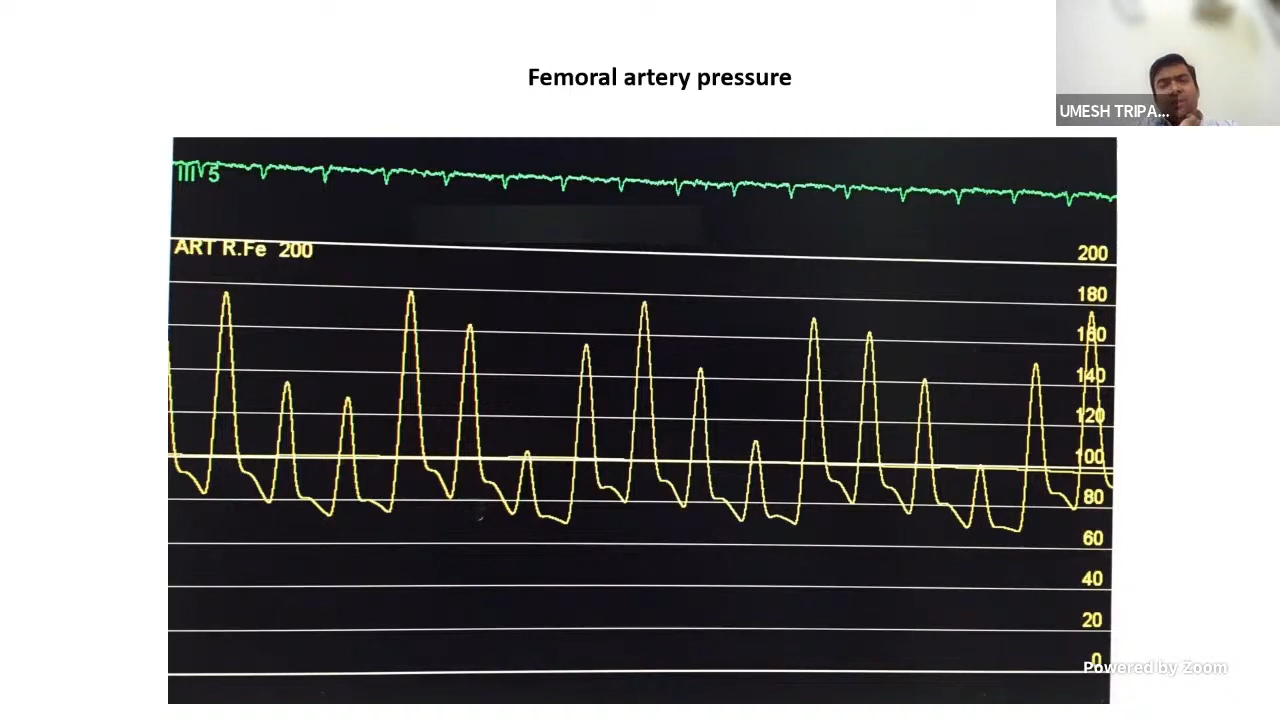 Femoral artery pressure
UMESH TRIPA...
III 5
ART R.Fe 200
200
180
160
140
120
100
80
60
40
20
0
Powered by Zoom